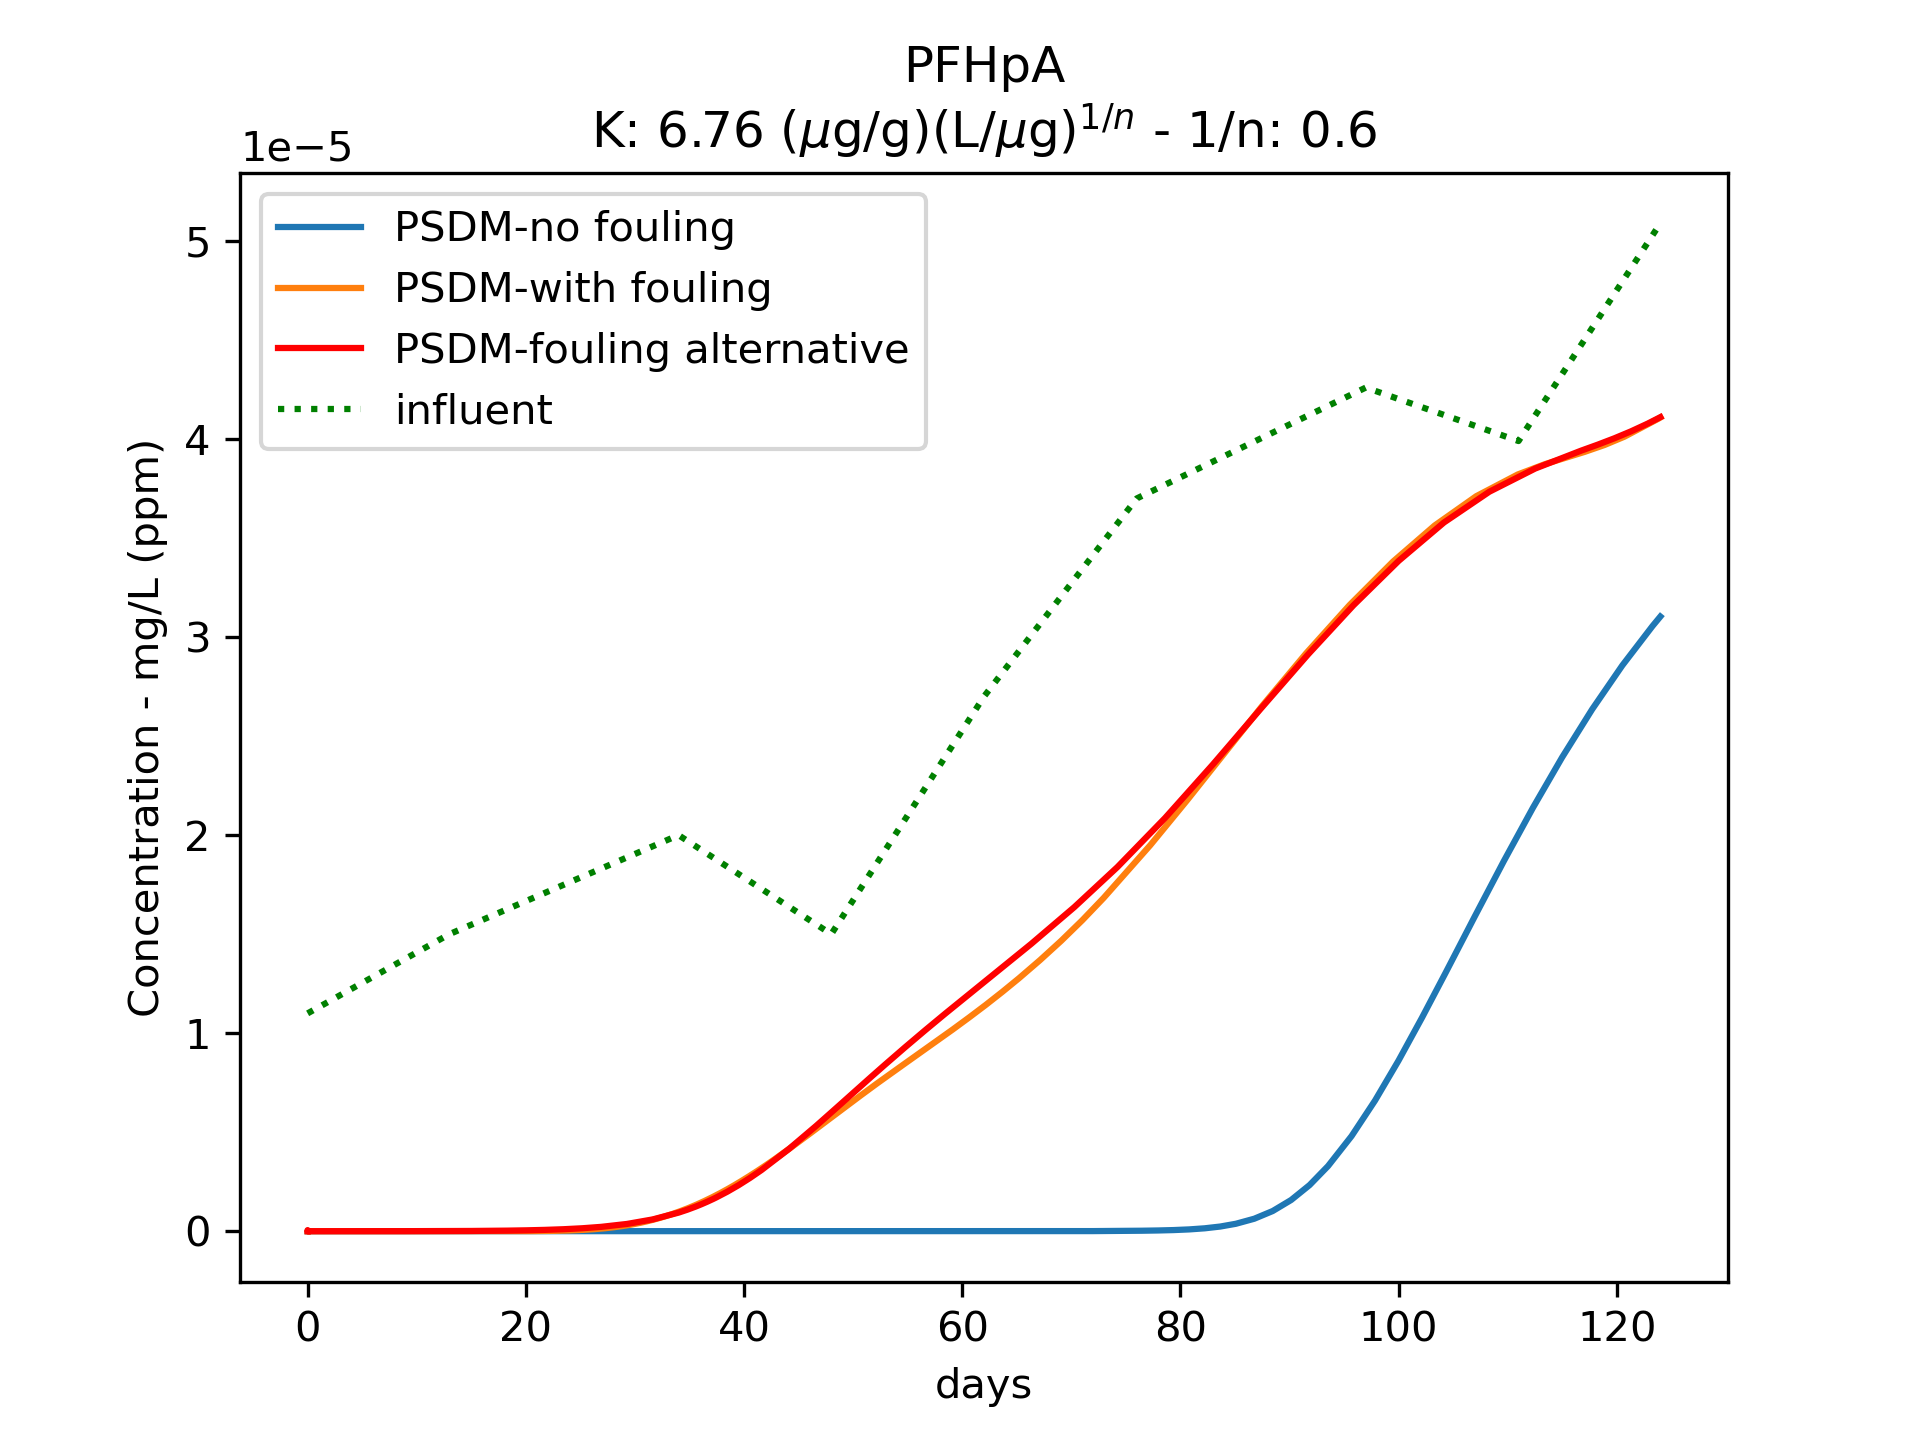 PFHpA
K: 6.76 (μg/g)(L/μg)^{1/n} - 1/n: 0.6
1e−5
PSDM-no fouling
PSDM-with fouling
PSDM-fouling alternative
influent
5
4
3
2
1
0
Concentration - mg/L (ppm)
0 20 40 60 80 100 120
days